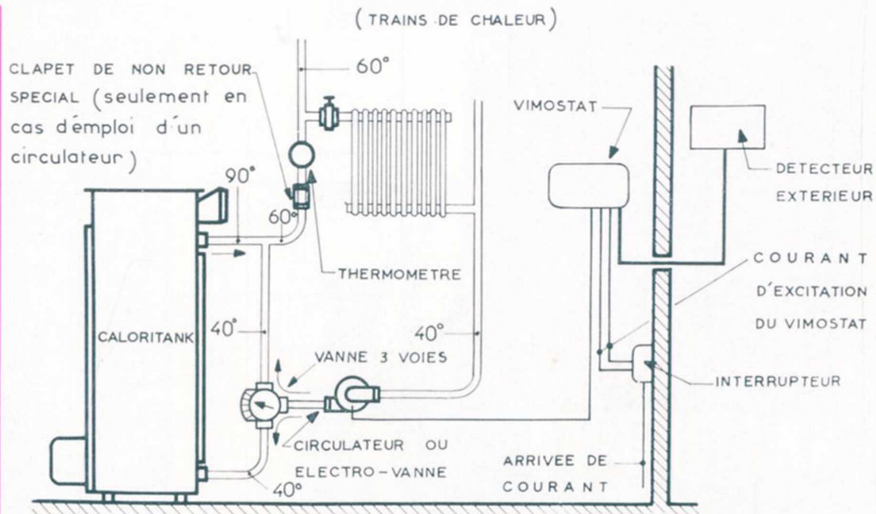 (TRAINS DE CHALEUR)
CLAPET DE NON RETOUR
SPECIAL (seulement en
cas d'émploi d'un
circulateur)
60°
90°
60°
THERMOMETRE
VIMOSTAT
DETECTEUR
EXTERIEUR
COURANT
D'EXCITATION
DU VIMOSTAT
CALORITANK
40°
40°
VANNE 3 VOIES
INTERRUPTEUR
CIRCULATEUR OU
ELECTRO-VANNE
40°
ARRIVEE DE
COURANT